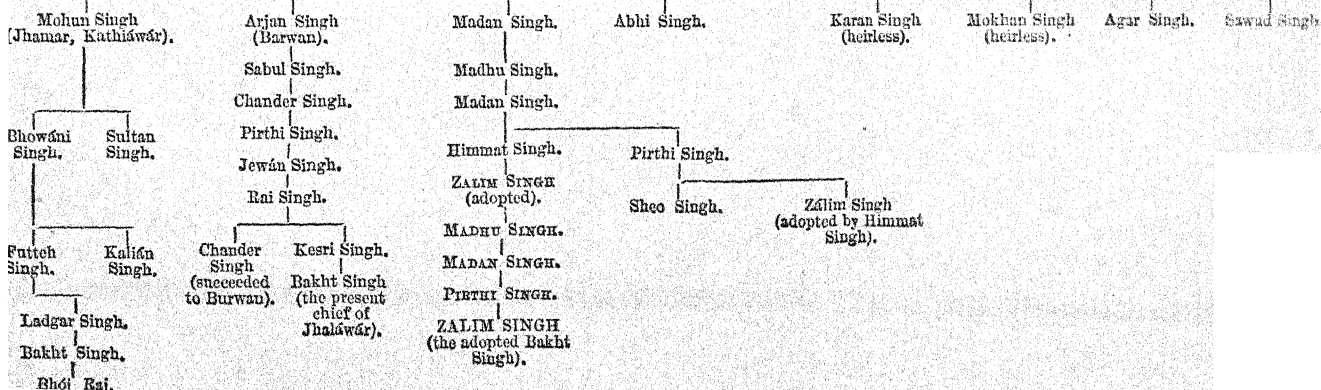 Mohun Singh
(Jhamar, Kathiáwár).
Arjan Singh
(Barwan).
Madan Singh.
Abhi Singh.
Karan Singh
(heirless).
Mokhun Singh
(heirless).
Agar Singh.
Sawud Singh
Bhowáni
Singh.
Sultan
Singh.
Futteh
Singh.
Kalián
Singh.
Ladgar Singh.
Bakht Singh.
Bhój Raj.
Sabul Singh.
Chander Singh.
Pirthi Singh.
Jewán Singh.
Rai Singh.
Chander
Singh
(succeeded
to Burwan).
Kesri Singh.
Bakht Singh
(the present
chief of
Jhaláwár).
Madhu Singh.
Madan Singh.
Himmat Singh.
ZALIM SINGH
(adopted).
MADHU SINGH.
MADAN SINGH.
PIRTHI SINGH.
ZALIM SINGH
(the adopted Bakht
Singh).
Pirthi Singh.
Sheo Singh.
Zálim Singh
(adopted by Himmat
Singh).